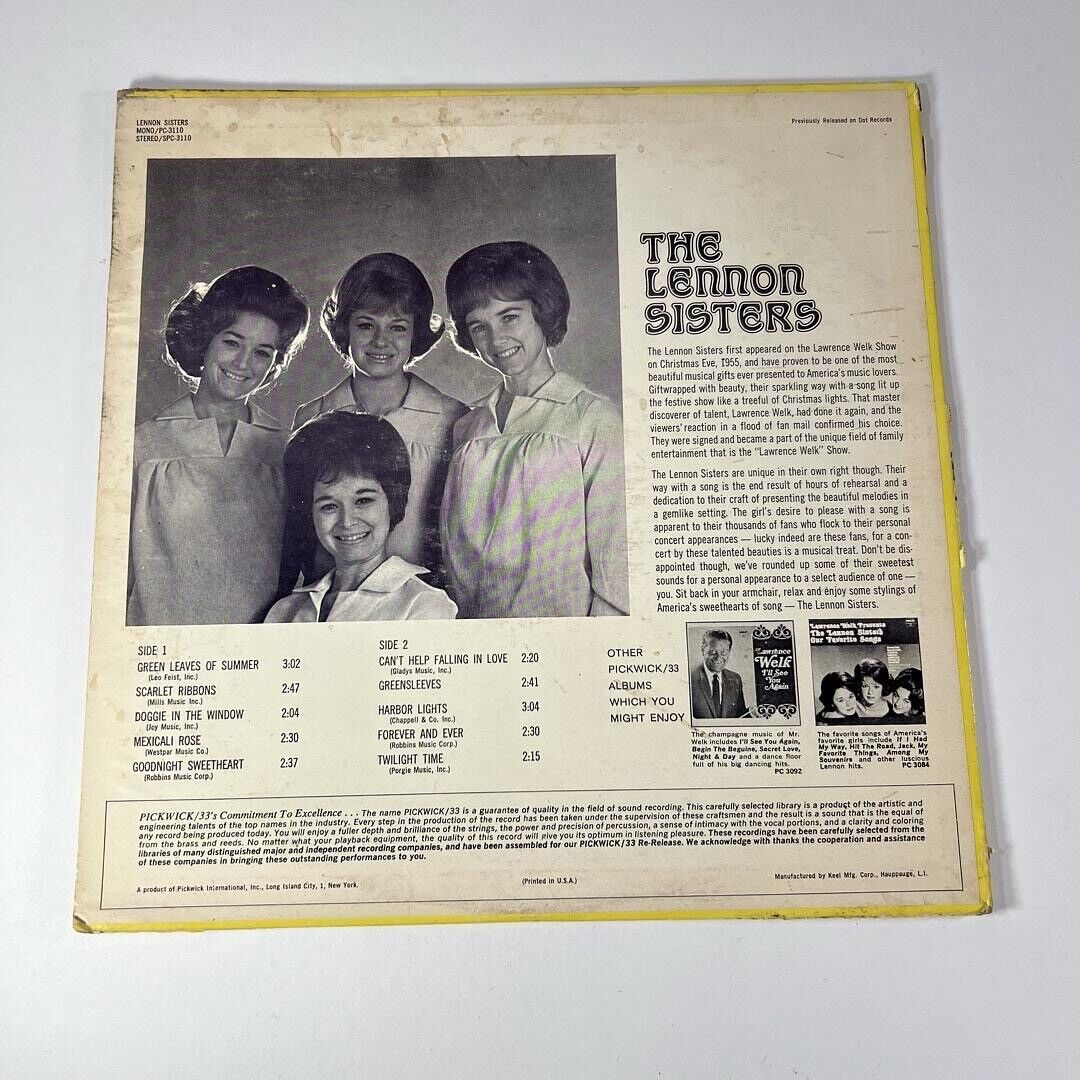 LENNON SISTERS
MONO/PC-3110
STEREO/SPC-3110
Previously Released on Dot Records
THE
LENNON
SISTERS
The Lennon Sisters first appeared on the Lawrence Welk Show
on Christmas Eve, 1955, and have proven to be one of the most
beautiful musical gifts ever presented to America's music lovers.
Giftwrapped with beauty, their sparkling way with a song lit up
the festive show like a treeful of Christmas lights. That master
discoverer of talent, Lawrence Welk, had done it again, and the
viewers' reaction in a flood of fan mail confirmed his choice.
They were signed and became a part of the unique field of family
entertainment that is the "Lawrence Welk" Show.
The Lennon Sisters are unique in their own right though. Their
way with a song is the end result of hours of rehearsal and a
dedication to their craft of presenting the beautiful melodies in
a gemlike setting. The girl's desire to please with a song is
apparent to their thousands of fans who flock to their personal
concert appearances — lucky indeed are these fans, for a con-
cert by these talented beauties is a musical treat. Don't be dis-
appointed though, we've rounded up some of their sweetest
sounds for a personal appearance to a select audience of one —
you. Sit back in your armchair, relax and enjoy some stylings of
America's sweethearts of song — The Lennon Sisters.
SIDE 1
GREEN LEAVES OF SUMMER 3:02
(Leo Feist, Inc.)
SCARLET RIBBONS 2:47
(Mills Music Inc.)
DOGGIE IN THE WINDOW 2:04
(Joy Music, Inc.)
MEXICALI ROSE 2:30
(Westpar Music Co.)
GOODNIGHT SWEETHEART 2:37
(Robbins Music Corp.)
SIDE 2
CAN'T HELP FALLING IN LOVE 2:20
(Gladys Music, Inc.)
GREENSLEEVES 2:41
HARBOR LIGHTS 3:04
(Chappell & Co. Inc.)
FOREVER AND EVER 2:30
(Robbins Music Corp.)
TWILIGHT TIME 2:15
(Porgie Music, Inc.)
OTHER
PICKWICK/33
ALBUMS
WHICH YOU
MIGHT ENJOY
Lawrence
Welk
I'll See
You
Again
The champagne music of Mr.
Welk includes I'll See You Again,
Begin The Beguine, Secret Love,
Night & Day and a dance floor
full of his big dancing hits.
PC 3092
Lawrence Welk Presents
The Lennon Sisters
Our Favorite Songs
The favorite songs of America's
favorite girls include If I Had
My Way, Hit The Road, Jack, My
Favorite Things, Among My
Souvenirs and other luscious
Lennon hits. PC 3084
PICKWICK/33's Commitment To Excellence . . . The name PICKWICK/33 is a guarantee of quality in the field of sound recording. This carefully selected library is a product of the artistic and
engineering talents of the top names in the industry. Every step in the production of the record has been taken under the supervision of these craftsmen and the result is a sound that is the equal of
any record being produced today. You will enjoy a fuller depth and brilliance of the strings, the power and precision of percussion, a sense of intimacy with the vocal portions, and a clarity and coloring
from the brass and reeds. No matter what your playback equipment, the quality of this record will give you its optimum in listening pleasure. These recordings have been carefully selected from the
libraries of many distinguished major and independent recording companies, and have been assembled for our PICKWICK/33 Re-Release. We acknowledge with thanks the cooperation and assistance
of these companies in bringing these outstanding performances to you.
A product of Pickwick International, Inc., Long Island City, 1, New York.
(Printed in U.S.A.)
Manufactured by Keel Mfg. Corp., Hauppauge, L.I.